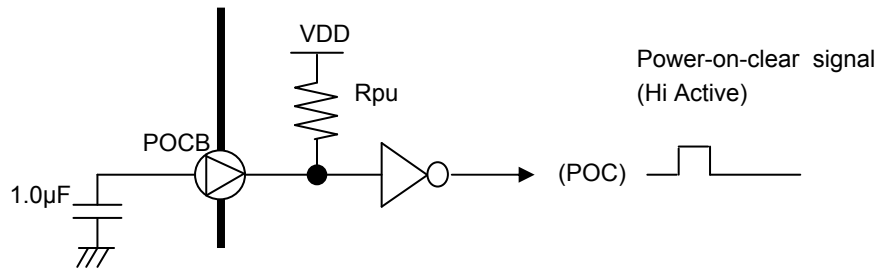 VDD
Power-on-clear signal
(Hi Active)
Rpu
POCB
(POC)
1.0µF